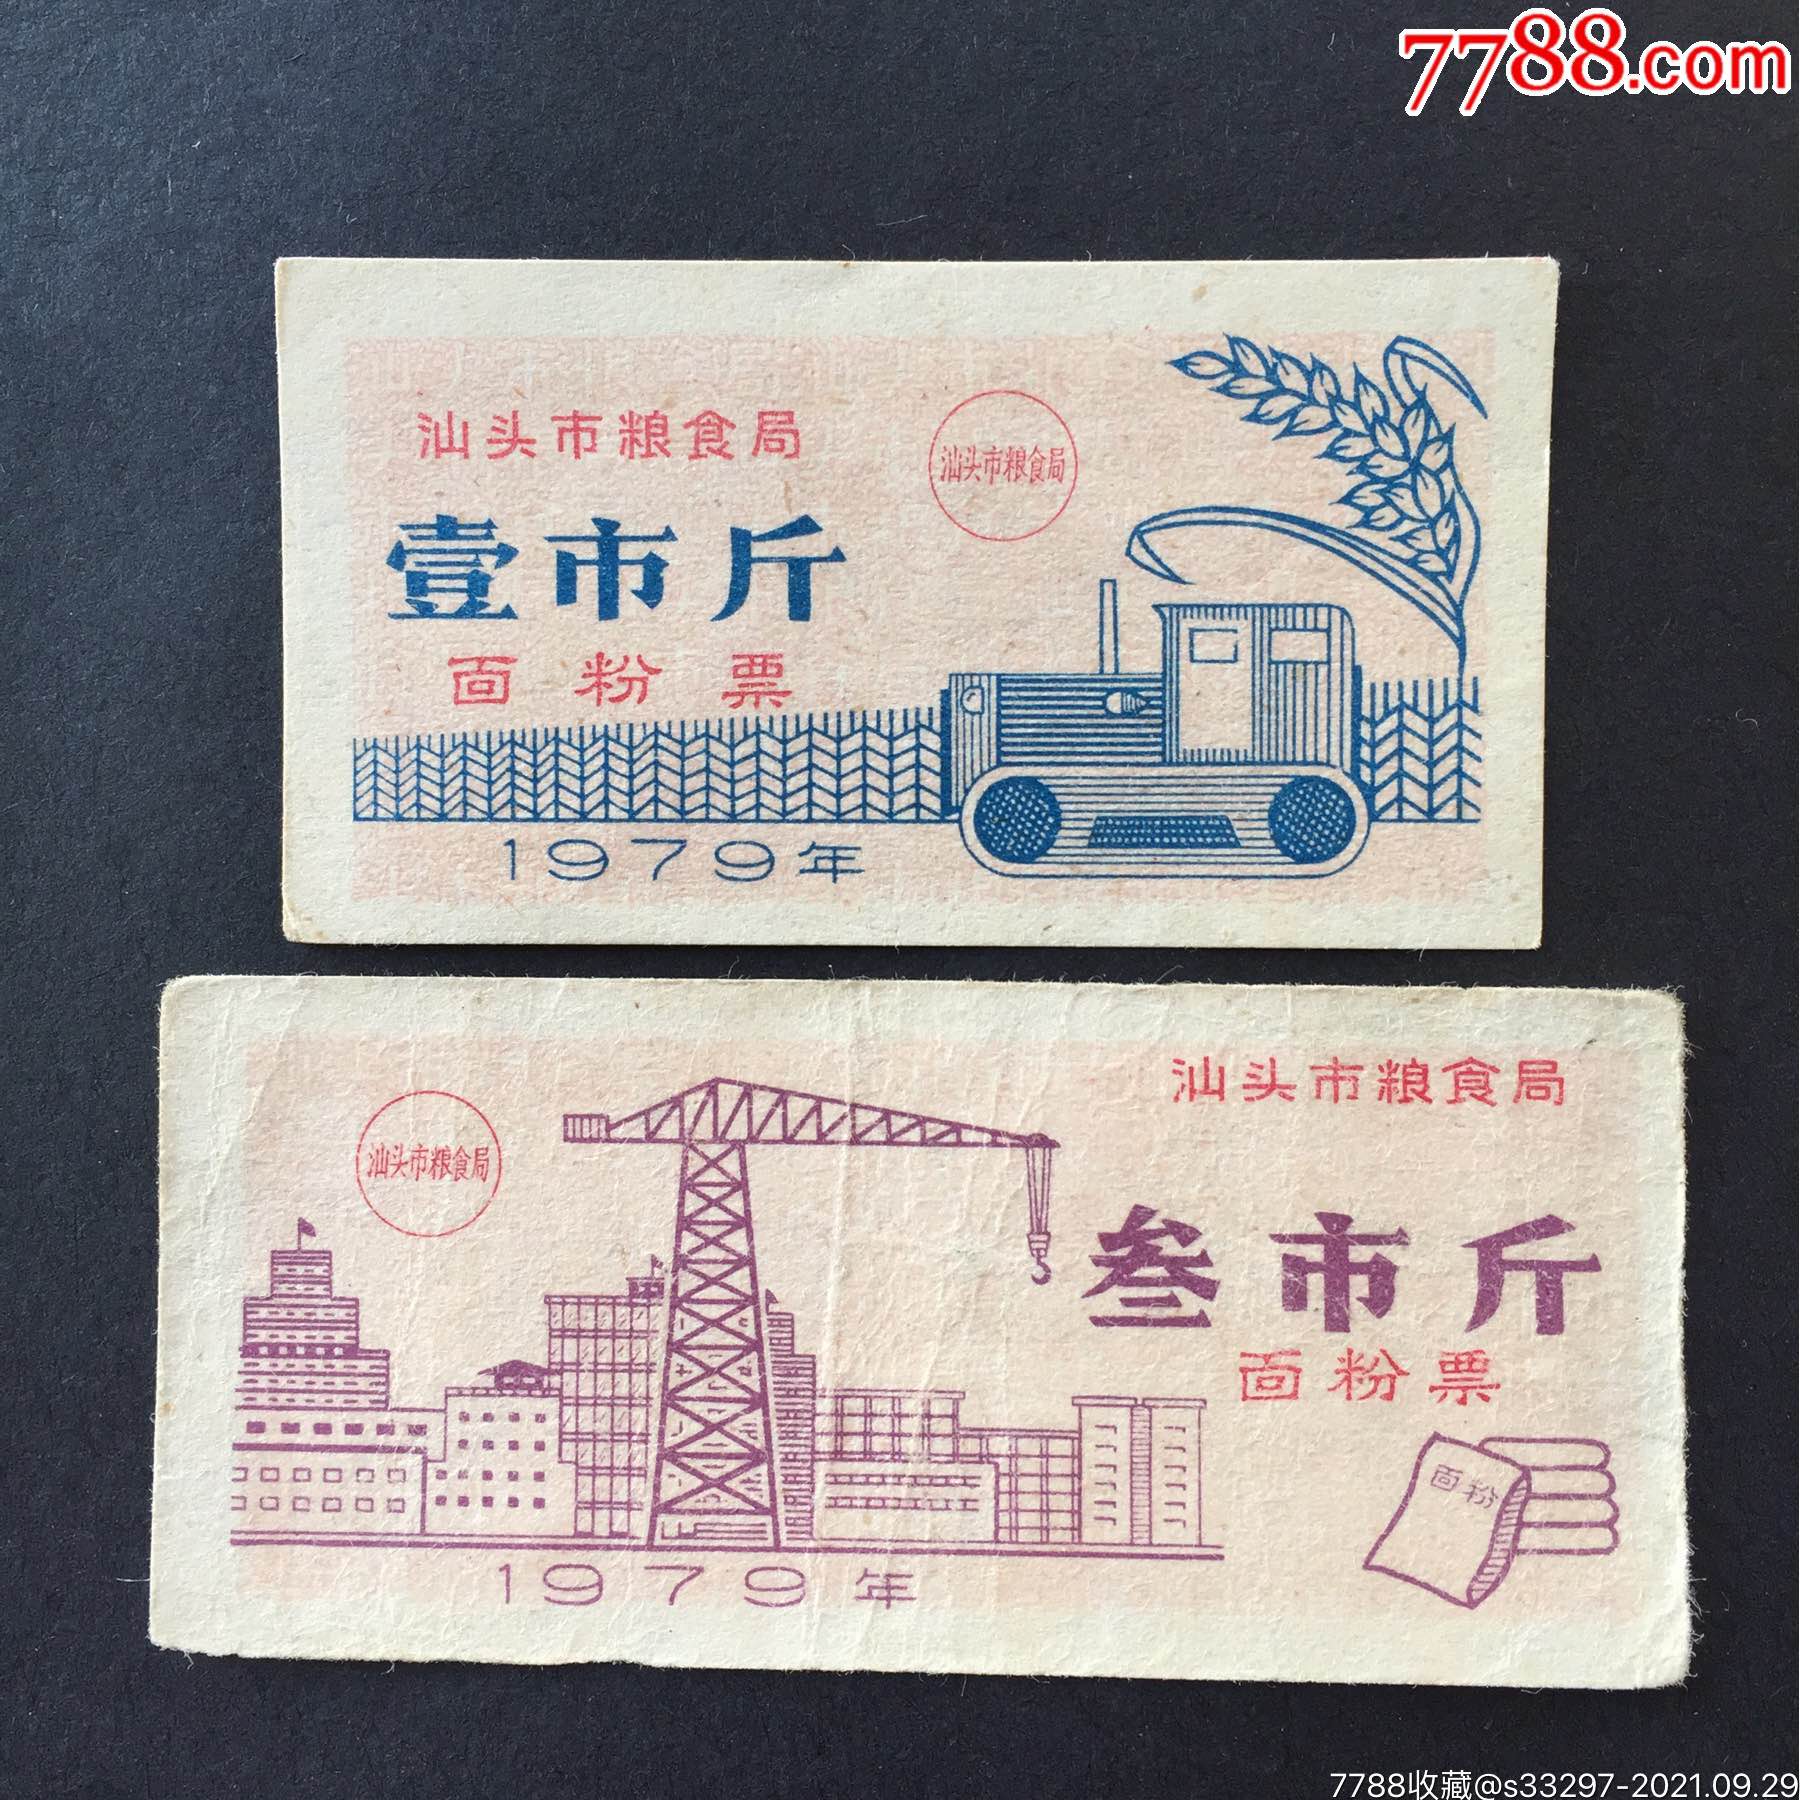 7788.com
汕头市粮食局
汕头市粮食局
壹市斤
面粉票
1979年
汕头市粮食局
汕头市粮食局
叁市斤
面粉票
面粉
1979年
7788收藏@s33297-2021.09.29